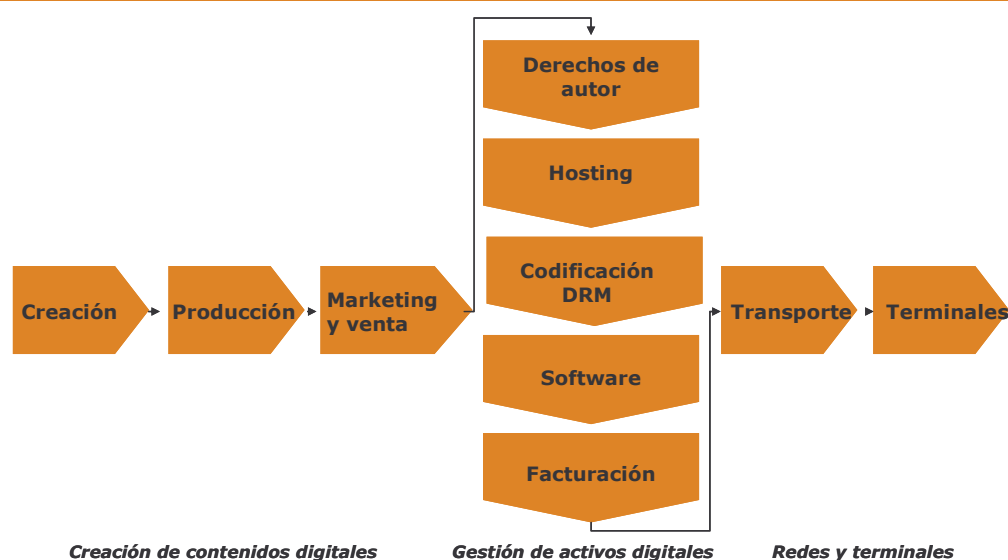 Creación
Producción
Marketing
y venta
Derechos de
autor
Hosting
Codificación
DRM
Software
Facturación
Transporte
Terminales
Creación de contenidos digitales
Gestión de activos digitales
Redes y terminales